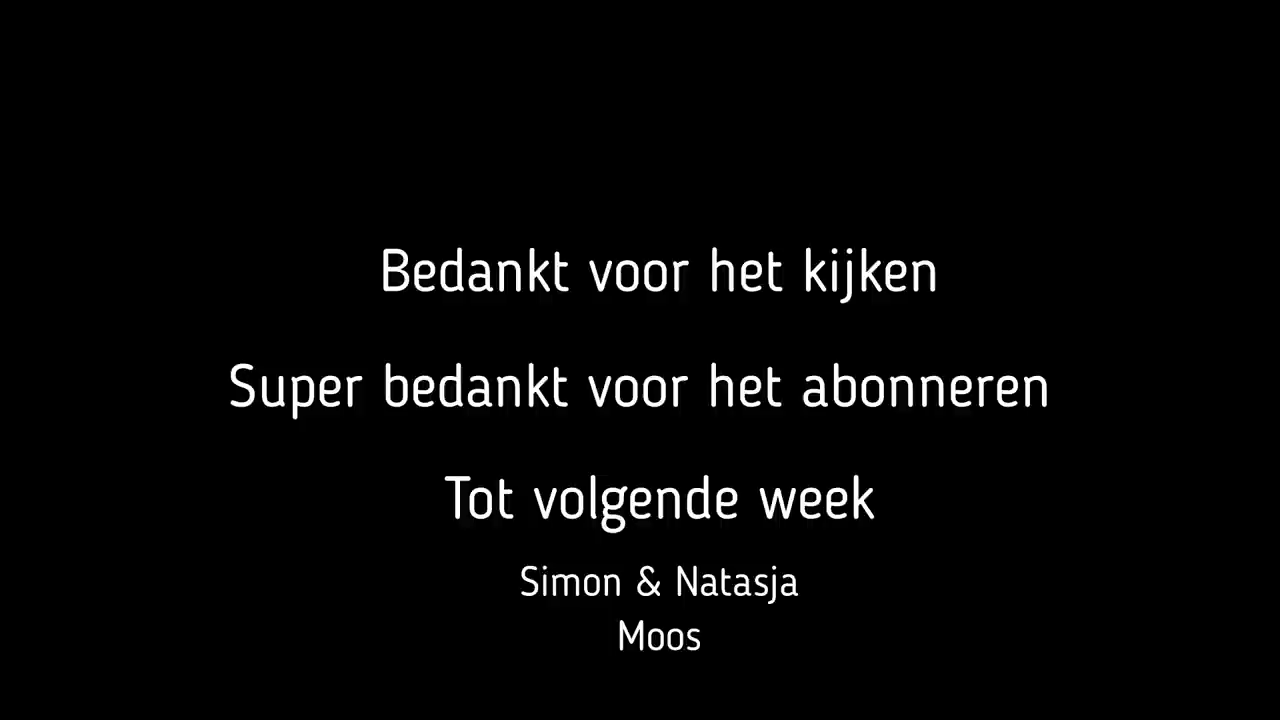 Bedankt voor het kijken
Super bedankt voor het abonneren
Tot volgende week
Simon & Natasja
Moos